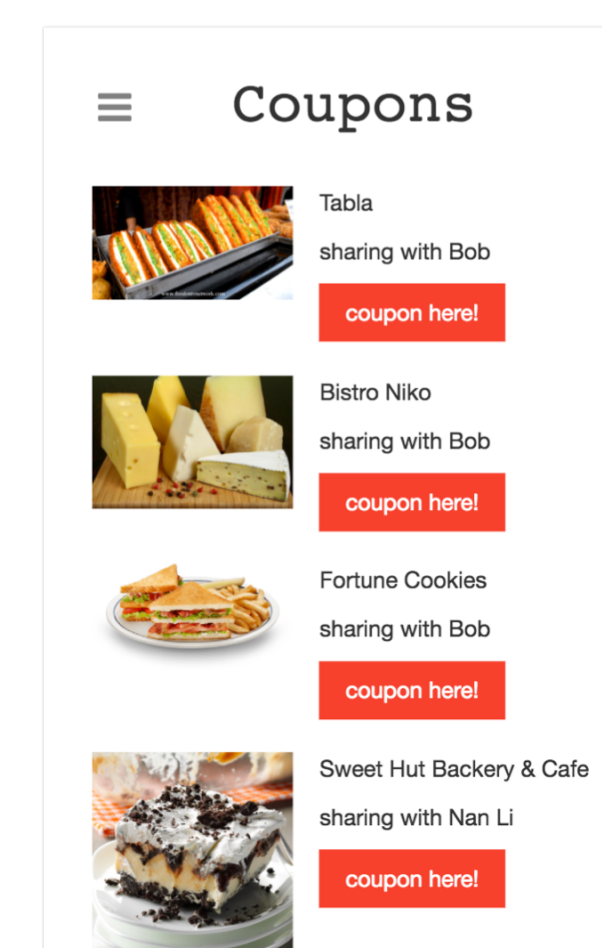 Coupons
Tabla
sharing with Bob
coupon here!
Bistro Niko
sharing with Bob
coupon here!
Fortune Cookies
sharing with Bob
coupon here!
Sweet Hut Backery & Cafe
sharing with Nan Li
coupon here!